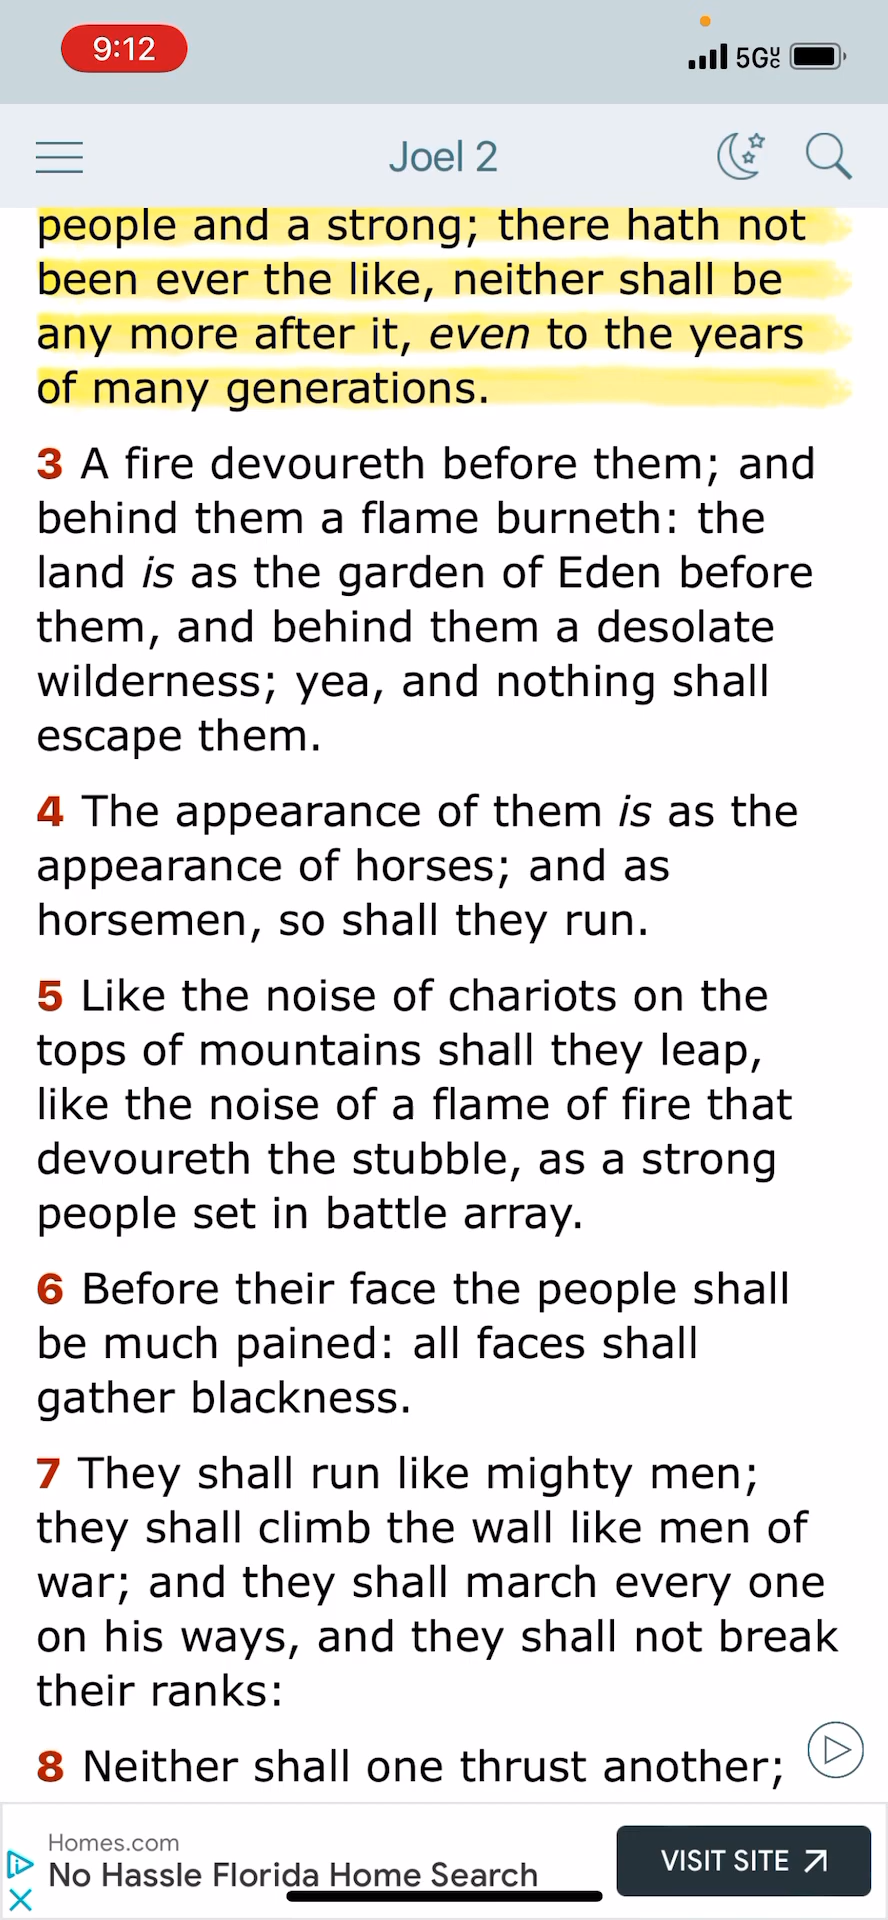 9:12
5GUC
Joel 2
people and a strong; there hath not
been ever the like, neither shall be
any more after it, even to the years
of many generations.
3 A fire devoureth before them; and
behind them a flame burneth: the
land is as the garden of Eden before
them, and behind them a desolate
wilderness; yea, and nothing shall
escape them.
4 The appearance of them is as the
appearance of horses; and as
horsemen, so shall they run.
5 Like the noise of chariots on the
tops of mountains shall they leap,
like the noise of a flame of fire that
devoureth the stubble, as a strong
people set in battle array.
6 Before their face the people shall
be much pained: all faces shall
gather blackness.
7 They shall run like mighty men;
they shall climb the wall like men of
war; and they shall march every one
on his ways, and they shall not break
their ranks:
8 Neither shall one thrust another;
Homes.com
No Hassle Florida Home Search
VISIT SITE